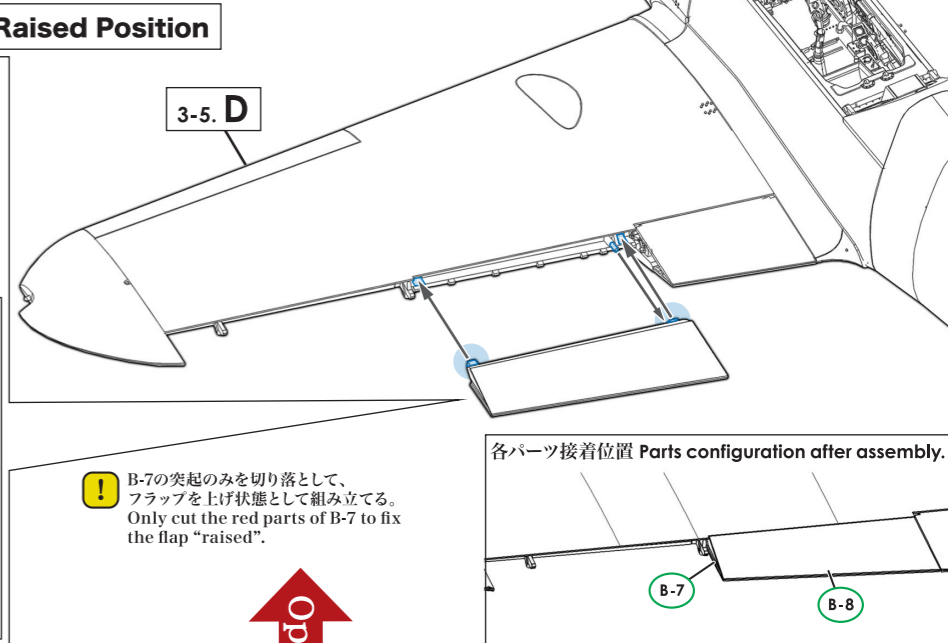 Raised Position
3-5. D
各パーツ接着位置 Parts configuration after assembly.
B-7の突起のみを切り落として、
フラップを上げ状態として組み立てる。
Only cut the red parts of B-7 to fix
the flap “raised”.
B-7
B-8
Op